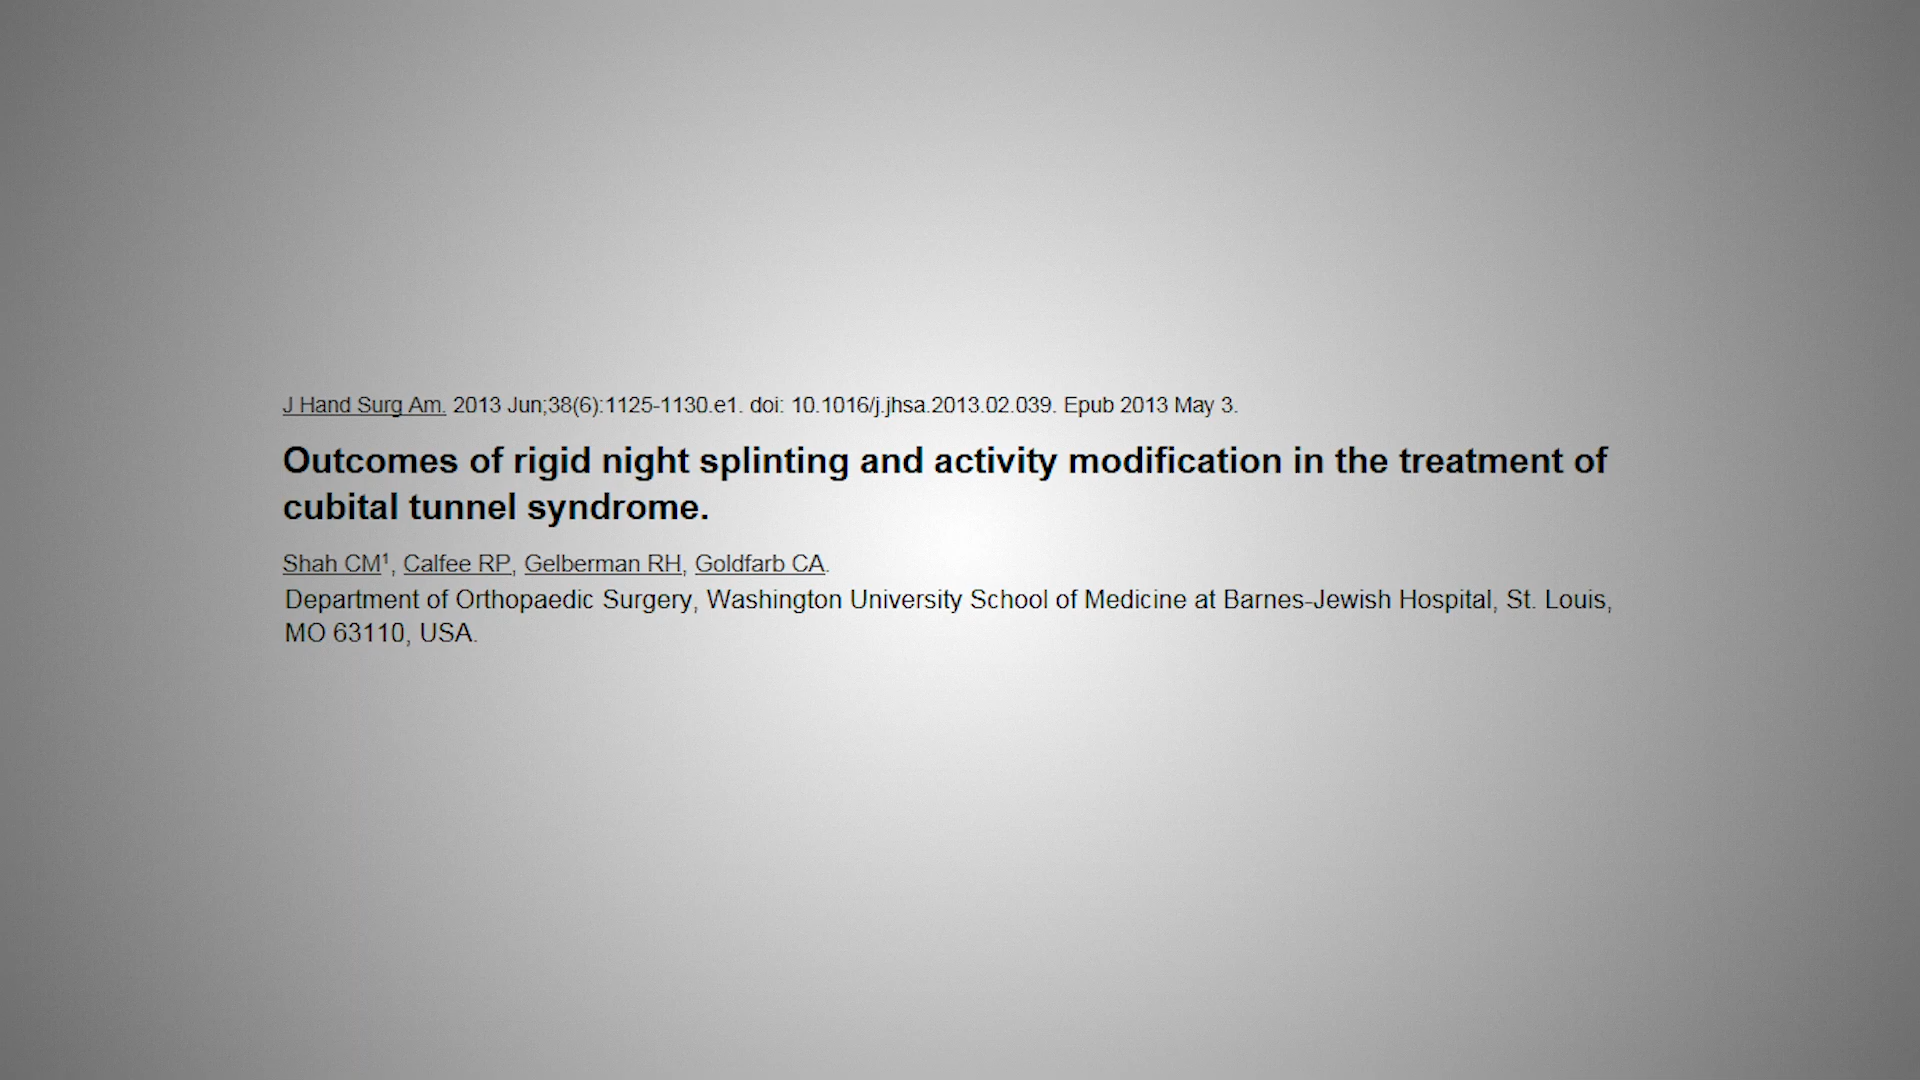 J Hand Surg Am. 2013 Jun;38(6):1125-1130.e1. doi: 10.1016/j.jhsa.2013.02.039. Epub 2013 May 3.
Outcomes of rigid night splinting and activity modification in the treatment of
cubital tunnel syndrome.
Shah CM¹, Calfee RP, Gelberman RH, Goldfarb CA.
Department of Orthopaedic Surgery, Washington University School of Medicine at Barnes-Jewish Hospital, St. Louis,
MO 63110, USA.